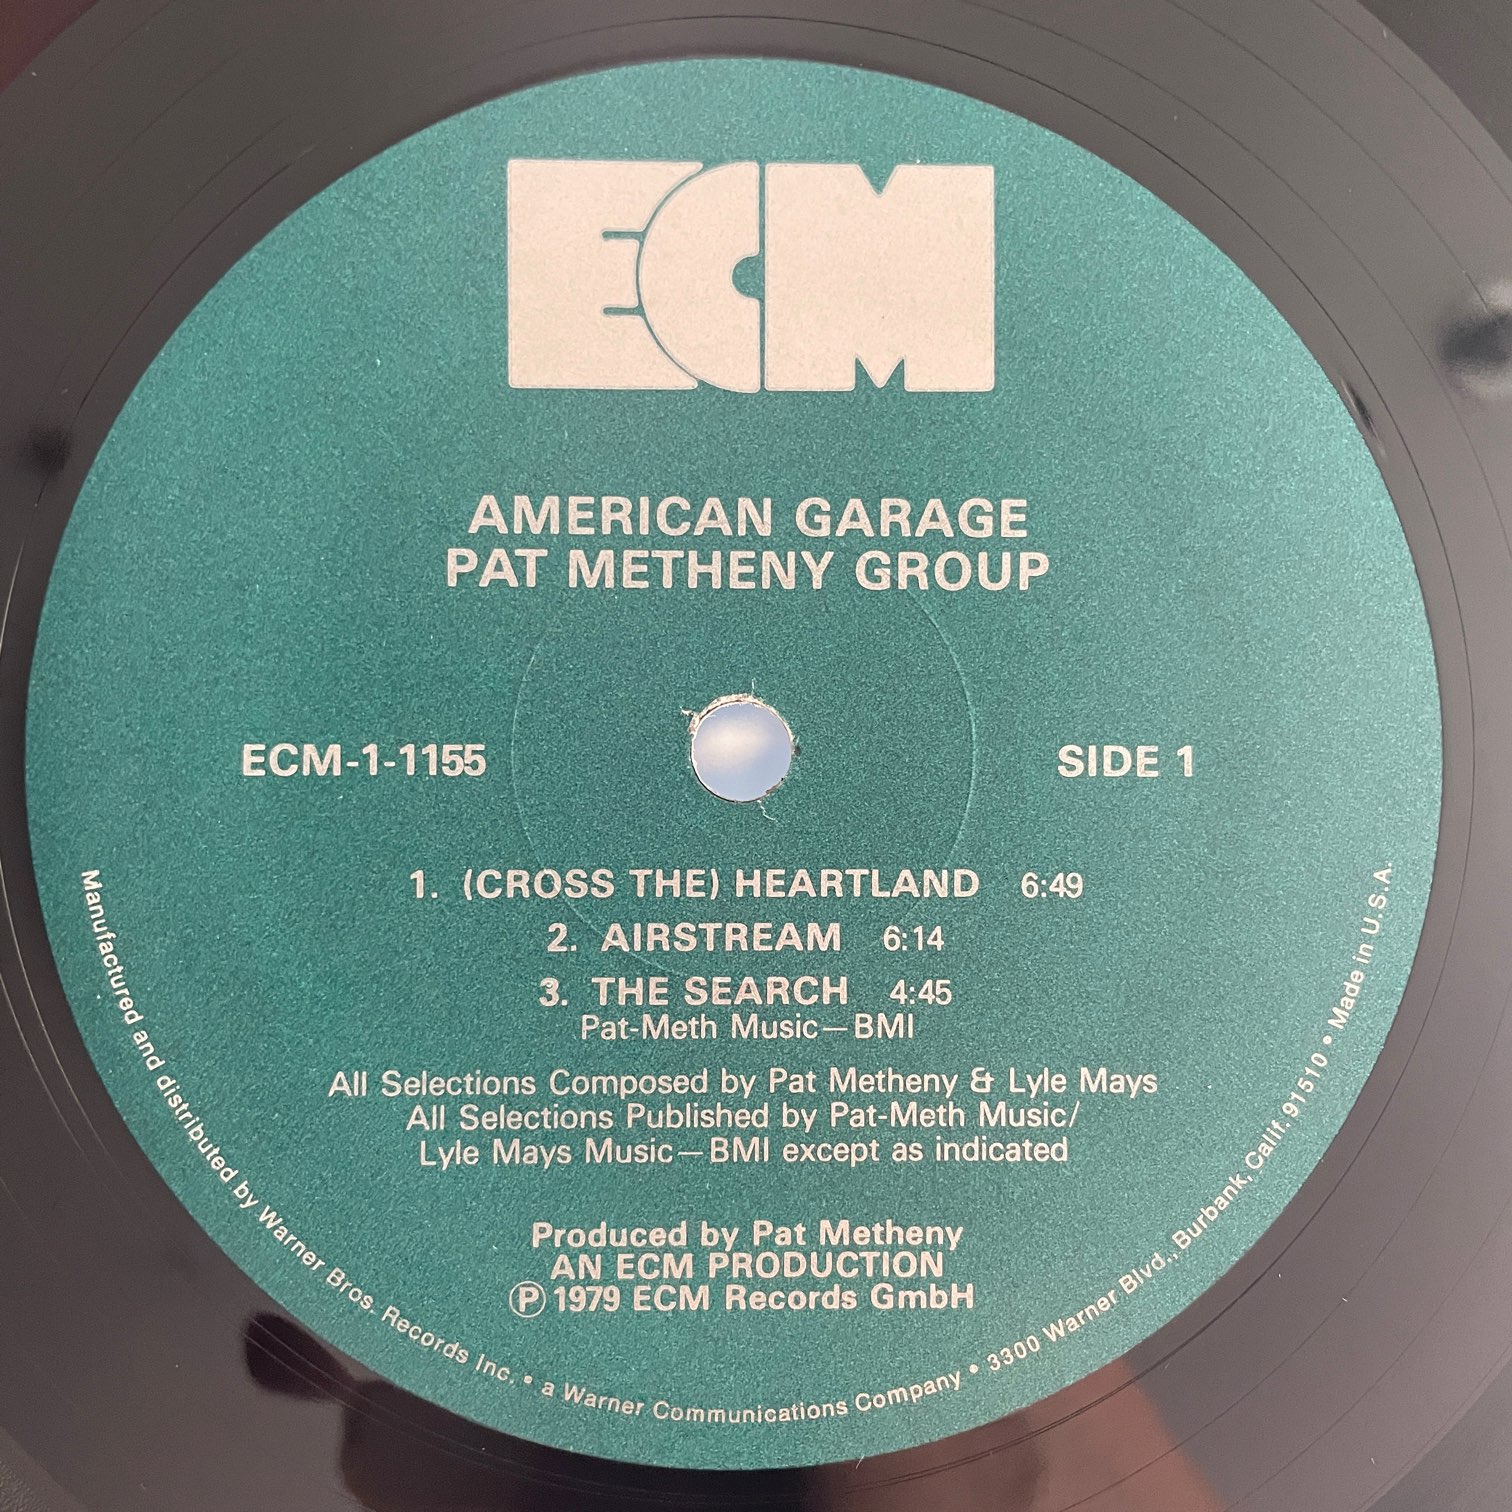 ECM
AMERICAN GARAGE
PAT METHENY GROUP
ECM-1-1155
SIDE 1
1. (CROSS THE) HEARTLAND 6:49
2. AIRSTREAM 6:14
3. THE SEARCH 4:45
Pat-Meth Music—BMI
All Selections Composed by Pat Metheny & Lyle Mays
All Selections Published by Pat-Meth Music/
Lyle Mays Music—BMI except as indicated
Produced by Pat Metheny
AN ECM PRODUCTION
Ⓟ 1979 ECM Records GmbH
Manufactured and distributed by Warner Bros. Records Inc. • a Warner Communications Company • 3300 Warner Blvd., Burbank, Calif. 91510 • Made in U.S.A.